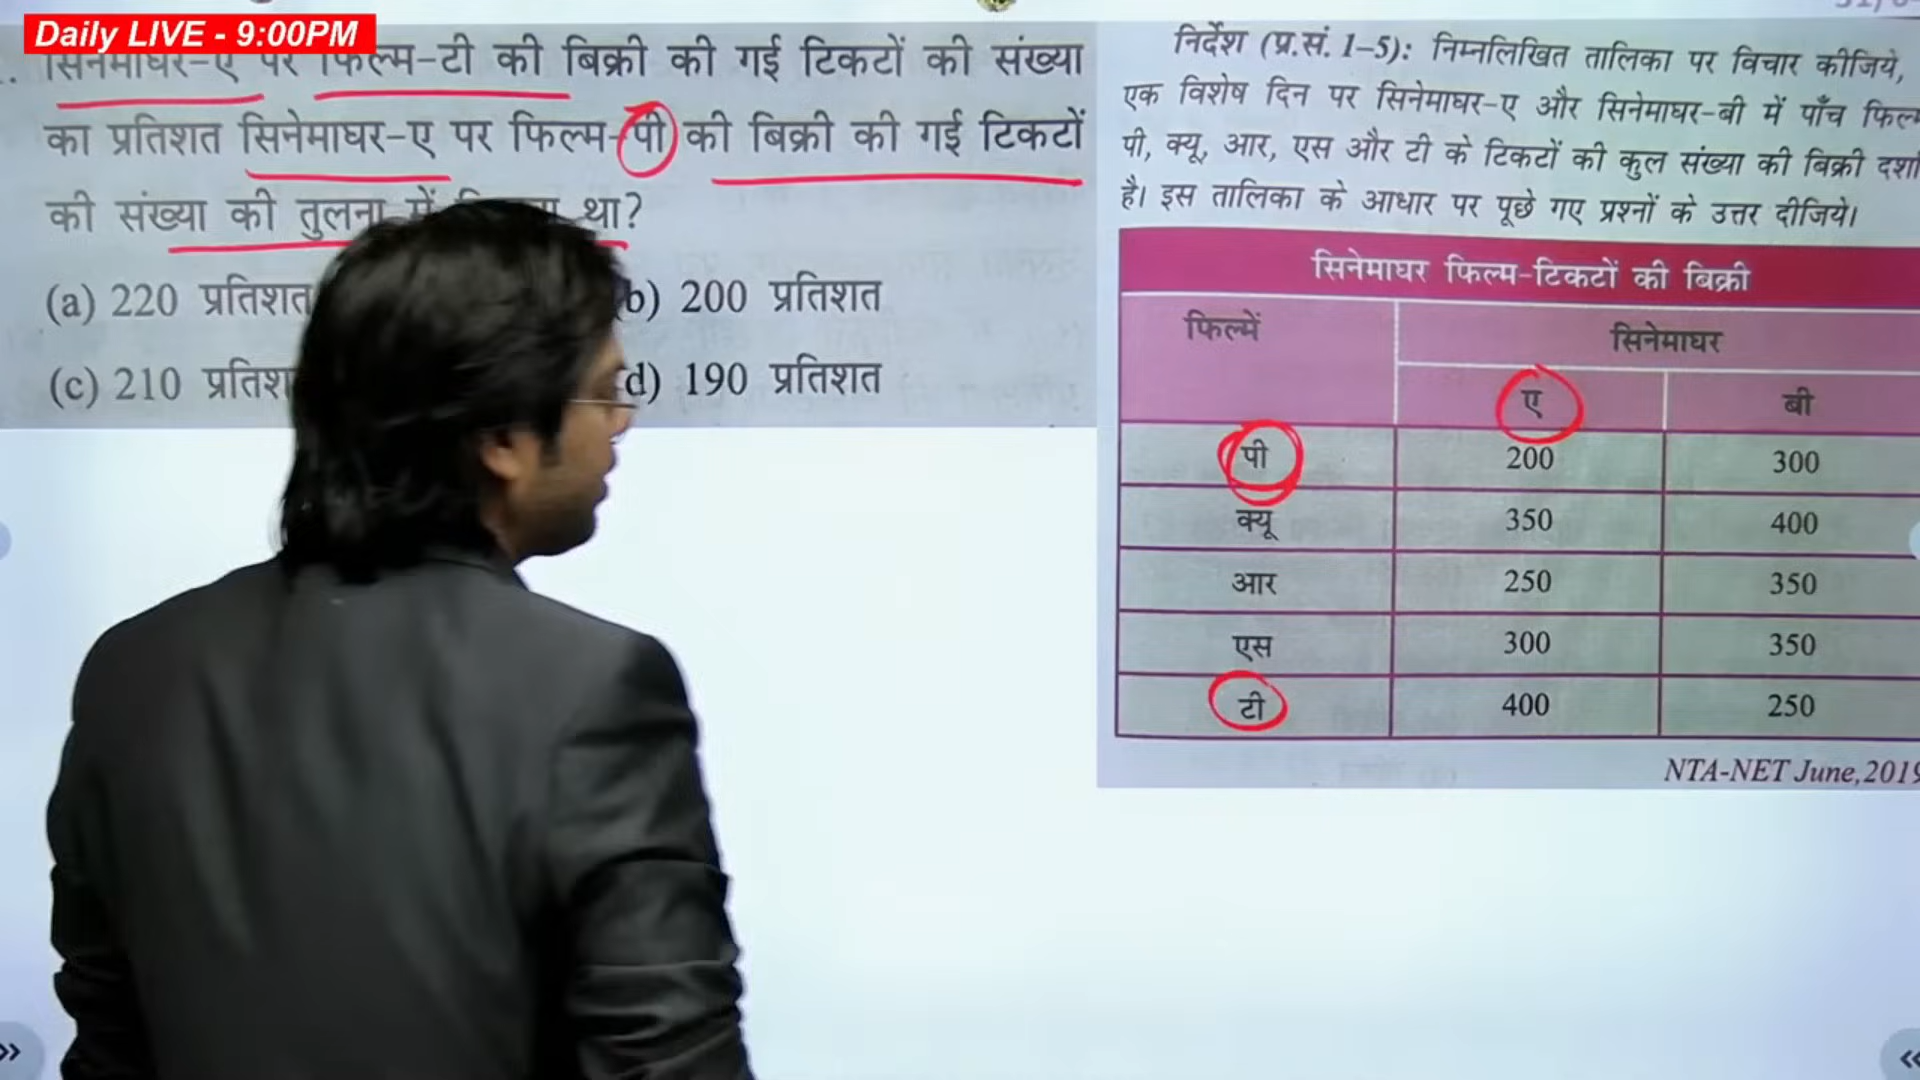 Daily LIVE - 9:00PM
सिनेमाघर-ए पर फिल्म-टी की बिक्री की गई टिकटों की संख्या
का प्रतिशत सिनेमाघर-ए पर फिल्म-पी की बिक्री की गई टिकटों
की संख्या की तुलना में था?
(a) 220 प्रतिशत (b) 200 प्रतिशत
(c) 210 (d) 190 प्रतिशत
निर्देश (प्र.सं. 1–5): निम्नलिखित तालिका पर विचार कीजिये,
एक विशेष दिन पर सिनेमाघर-ए और सिनेमाघर-बी में पाँच
पी, क्यू, आर, एस और टी के टिकटों की कुल संख्या की बिक्री
है। इस तालिका के आधार पर पूछे गए प्रश्नों के उत्तर दीजिये।
सिनेमाघर फिल्म-टिकटों की बिक्री
फिल्में सिनेमाघर
ए बी
पी 200 300
क्यू 350 400
आर 250 350
एस 300 350
टी 400 250
NTA-NET June,2019